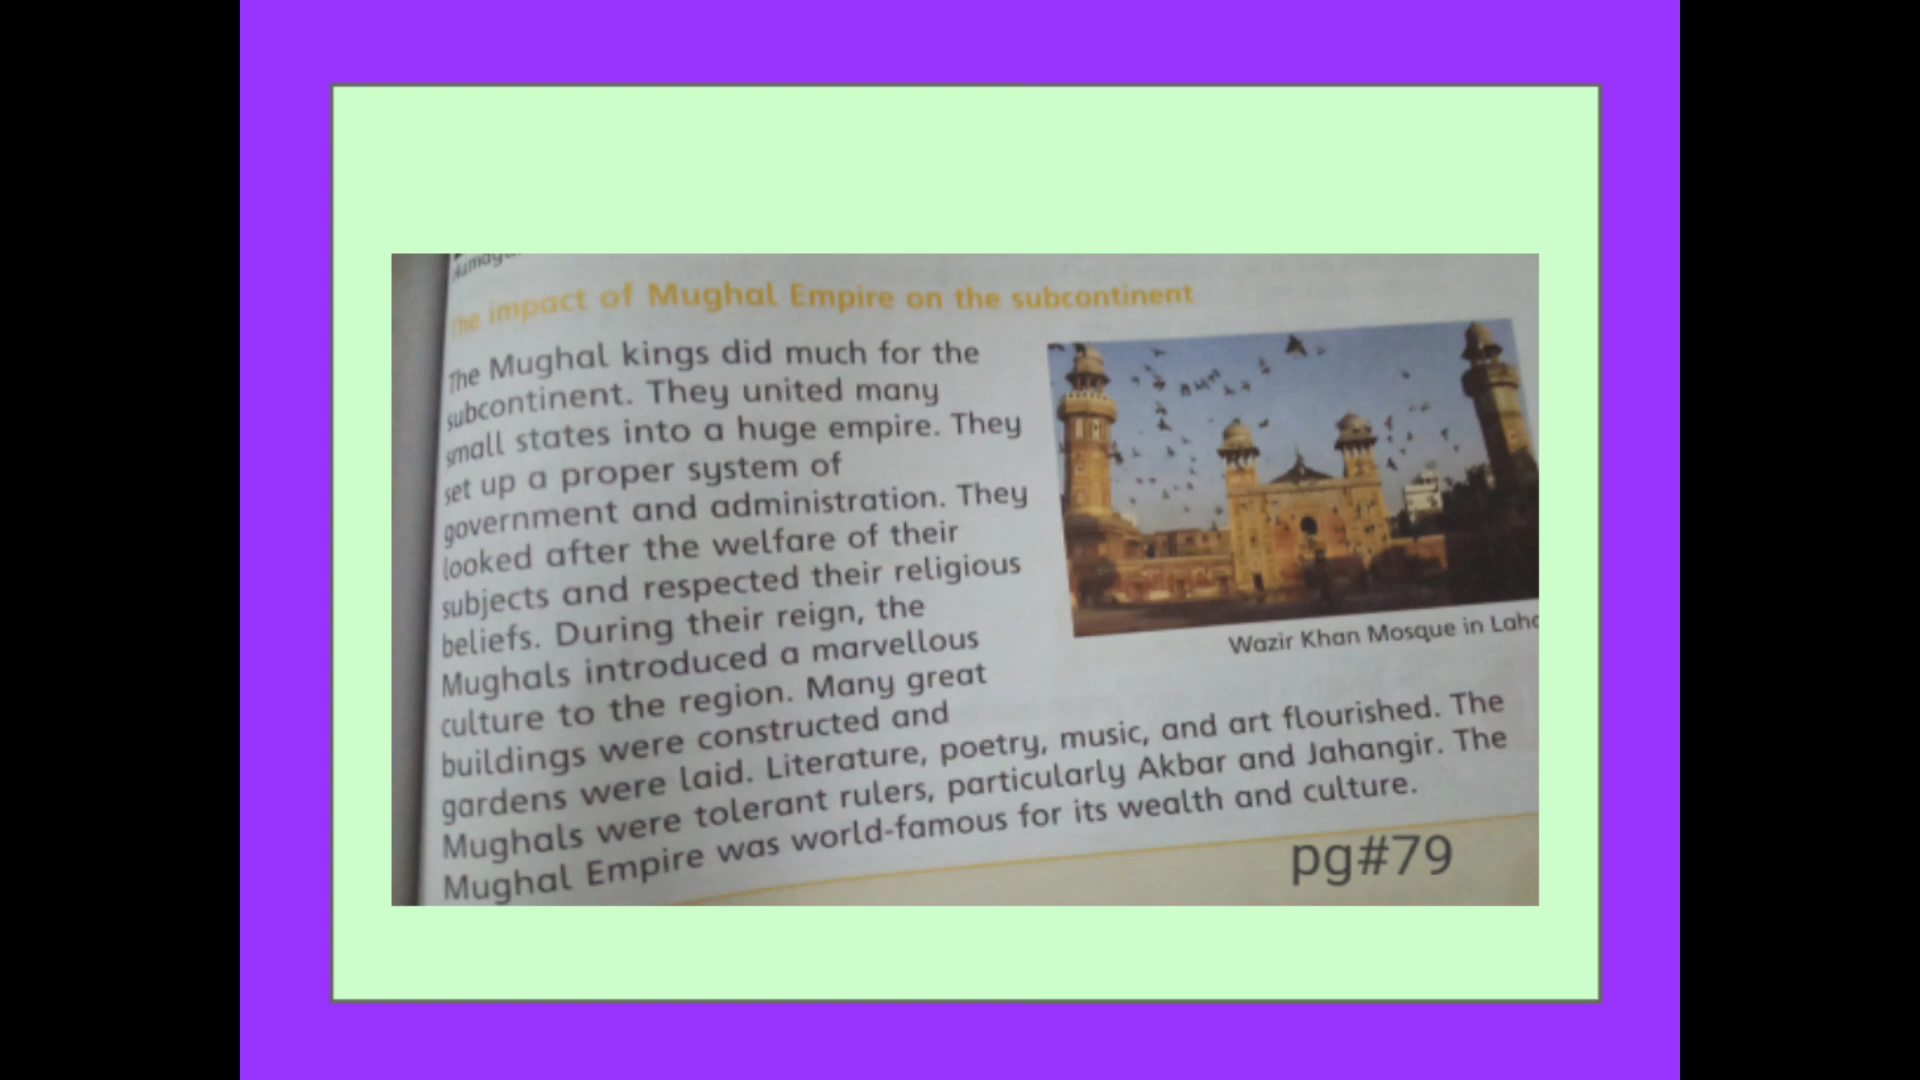 The impact of Mughal Empire on the subcontinent
The Mughal kings did much for the
subcontinent. They united many
small states into a huge empire. They
set up a proper system of
government and administration. They
looked after the welfare of their
subjects and respected their religious
beliefs. During their reign, the
Mughals introduced a marvellous
culture to the region. Many great
buildings were constructed and
gardens were laid. Literature, poetry, music, and art flourished. The
Mughals were tolerant rulers, particularly Akbar and Jahangir. The
Mughal Empire was world-famous for its wealth and culture.
Wazir Khan Mosque in
pg#79